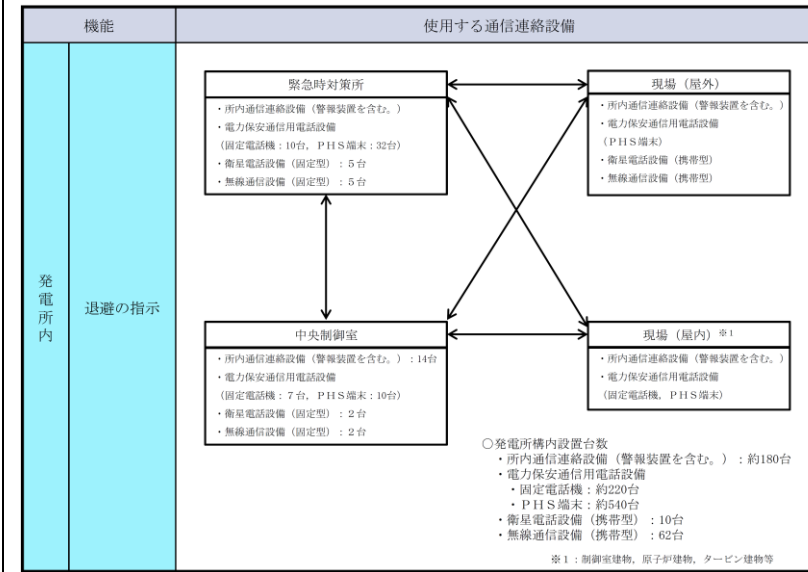 機能
使用する通信連絡設備
発電所内
退避の指示
緊急時対策所
・所内通信連絡設備（警報装置を含む。）
・電力保安通信用電話設備
（固定電話機：10台，ＰＨＳ端末：32台）
・衛星電話設備（固定型）：５台
・無線通信設備（固定型）：５台
現場（屋外）
・所内通信連絡設備（警報装置を含む。）
・電力保安通信用電話設備
（ＰＨＳ端末）
・衛星電話設備（携帯型）
・無線通信設備（携帯型）
中央制御室
・所内通信連絡設備（警報装置を含む。）：14台
・電力保安通信用電話設備
（固定電話機：７台，ＰＨＳ端末：10台）
・衛星電話設備（固定型）：２台
・無線通信設備（固定型）：２台
現場（屋内）※１
・所内通信連絡設備（警報装置を含む。）
・電力保安通信用電話設備
（固定電話機，ＰＨＳ端末）
○発電所構内設置台数
・所内通信連絡設備（警報装置を含む。）：約180台
・電力保安通信用電話設備
・固定電話機：約220台
・ＰＨＳ端末：約540台
・衛星電話設備（携帯型）：10台
・無線通信設備（携帯型）：62台
※１：制御室建物，原子炉建物，タービン建物等